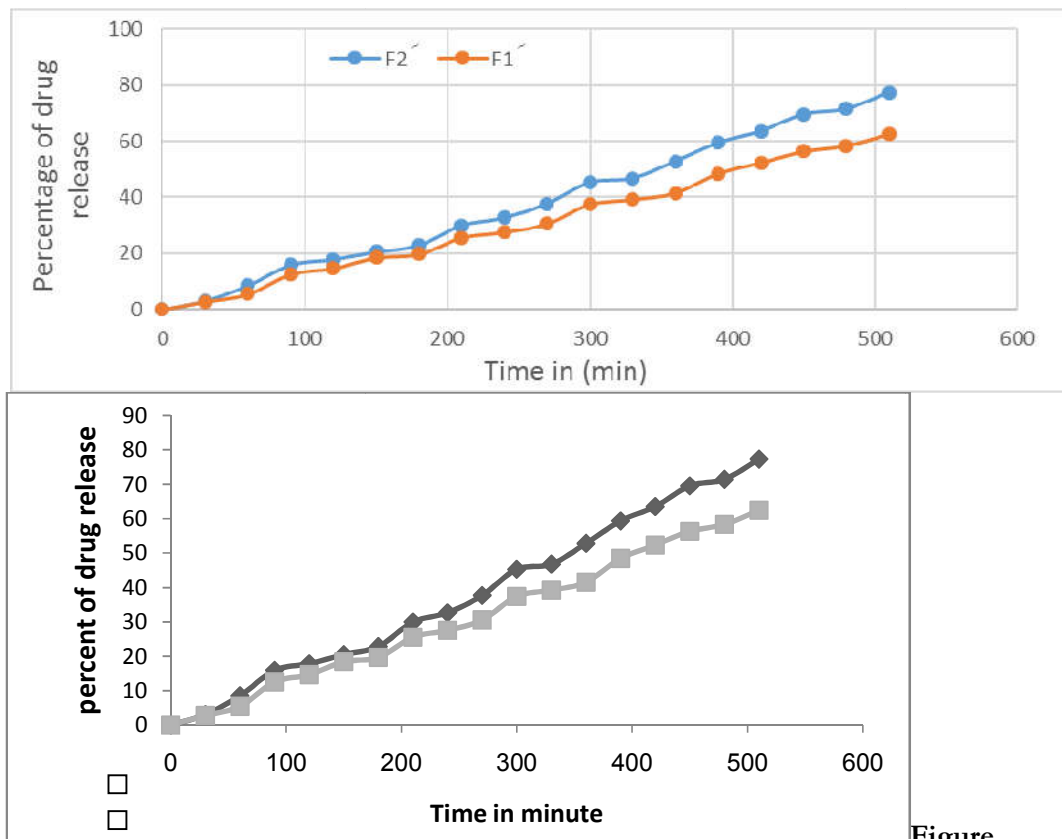 100
80
60
40
20
0
Percentage of drug
release
F2´ F1´
0 100 200 300 400 500 600
Time in (min)
90
80
70
60
50
40
30
20
10
0
percent of drug release
0 100 200 300 400 500 600
Time in minute
Figure